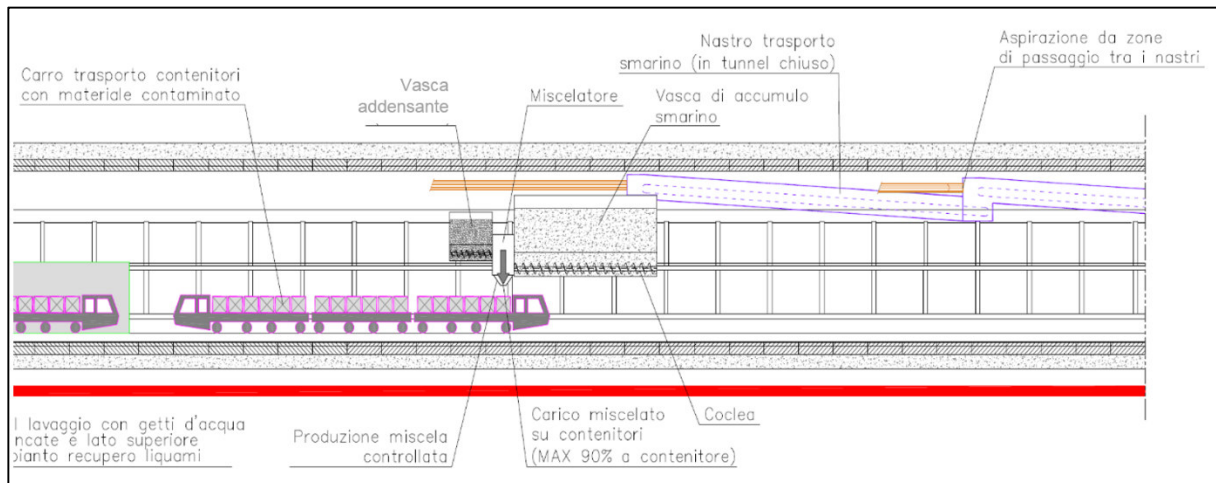 Carro trasporto contenitori
con materiale contaminato
Vasca
addensante
Miscelatore
Nastro trasporto
smarino (in tunnel chiuso)
Vasca di accumulo
smarino
Aspirazione da zone
di passaggio tra i nastri
lavaggio con getti d'acqua
e lato superiore
recupero liquami
Produzione miscela
controllata
Carico miscelato
su contenitori
(MAX 90% a contenitore)
Coclea